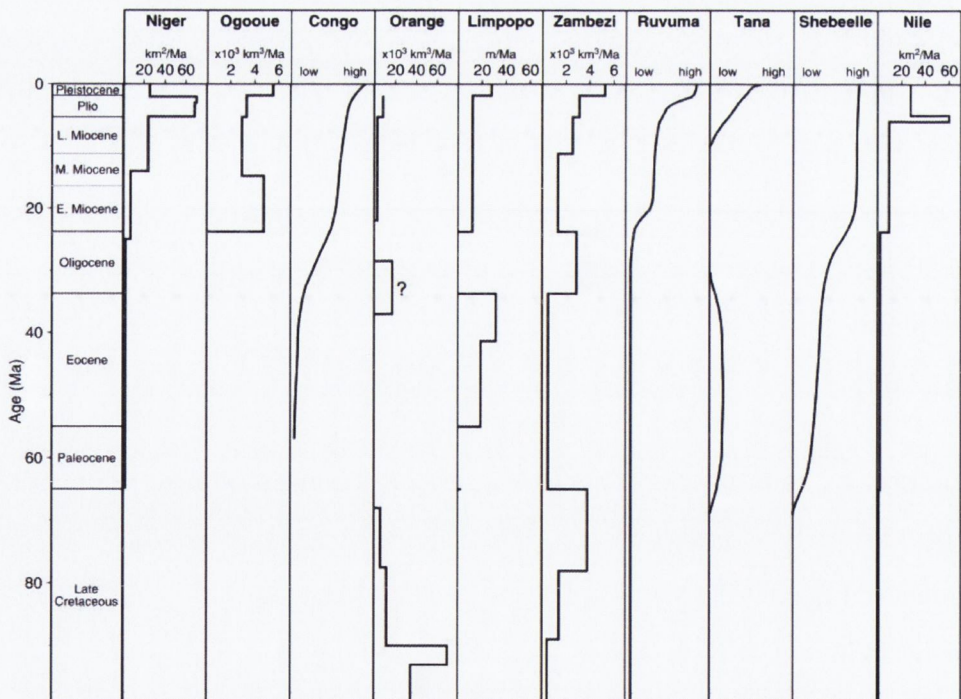 Niger Ogooue Congo Orange Limpopo Zambezi Ruvuma Tana Shebeelle Nile
km²/Ma x10³ km³/Ma x10³ km³/Ma m/Ma x10³ km³/Ma km²/Ma
20 40 60 2 4 6 low high 20 40 60 20 40 60 2 4 6 low high low high low high 20 40 60
0
Pleistocene
Plio
L. Miocene
M. Miocene
E. Miocene
20
Oligocene
?
40
Eocene
Age (Ma)
Paleocene
60
80
Late
Cretaceous